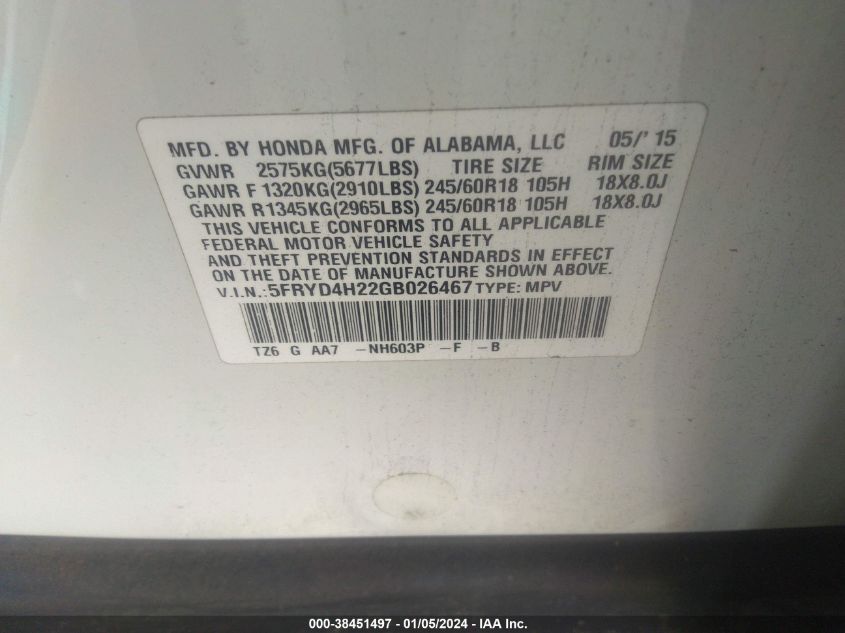 MFD. BY HONDA MFG. OF ALABAMA, LLC 05/' 15
GVWR 2575KG(5677LBS) TIRE SIZE RIM SIZE
GAWR F 1320KG(2910LBS) 245/60R18 105H 18X8.0J
GAWR R1345KG(2965LBS) 245/60R18 105H 18X8.0J
THIS VEHICLE CONFORMS TO ALL APPLICABLE
FEDERAL MOTOR VEHICLE SAFETY
AND THEFT PREVENTION STANDARDS IN EFFECT
ON THE DATE OF MANUFACTURE SHOWN ABOVE.
V.I.N.:5FRYD4H22GB026467 TYPE: MPV
TZ6 G AA7 -NH603P -F -B
000-38451497 - 01/05/2024 - IAA Inc.